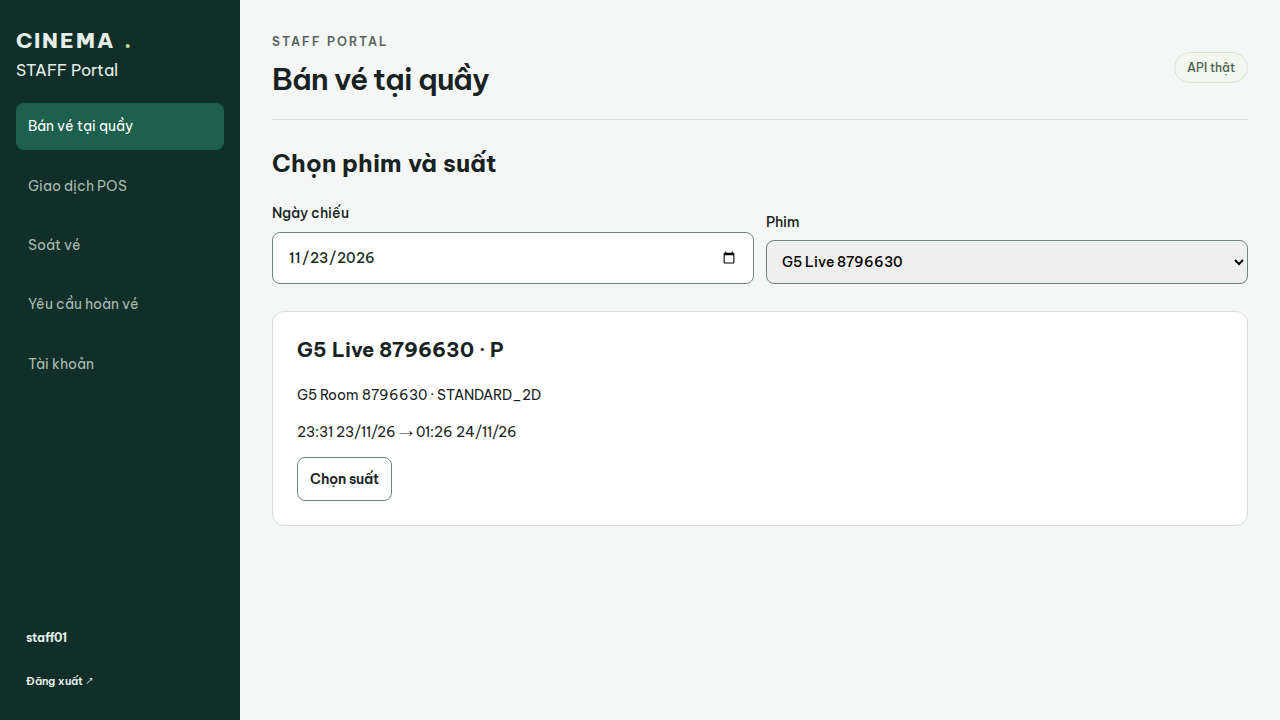 CINEMA .
STAFF Portal
Bán vé tại quầy
Giao dịch POS
Soát vé
Yêu cầu hoàn vé
Tài khoản
staff01
Đăng xuất ↗
STAFF PORTAL
Bán vé tại quầy
API thật
Chọn phim và suất
Ngày chiếu
11/23/2026
Phim
G5 Live 8796630
G5 Live 8796630 · P
G5 Room 8796630 · STANDARD_2D
23:31 23/11/26 → 01:26 24/11/26
Chọn suất